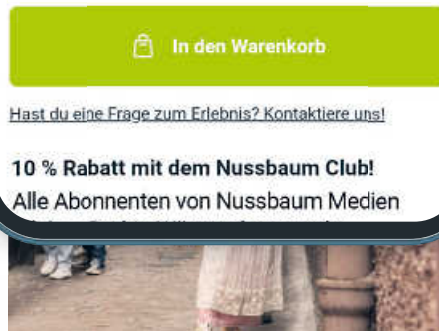 In den Warenkorb
Hast du eine Frage zum Erlebnis? Kontaktiere uns!
10 % Rabatt mit dem Nussbaum Club!
Alle Abonnenten von Nussbaum Medien